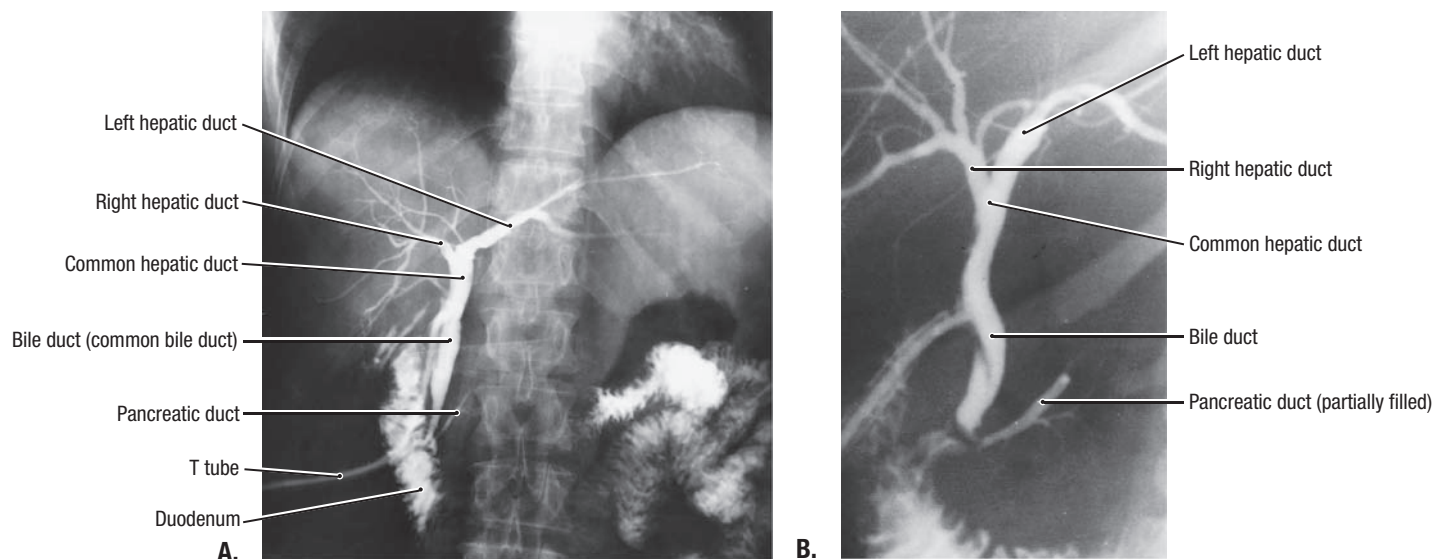 Left hepatic duct
Right hepatic duct
Common hepatic duct
Bile duct (common bile duct)
Pancreatic duct
T tube
Duodenum
A.
Left hepatic duct
Right hepatic duct
Common hepatic duct
Bile duct
Pancreatic duct (partially filled)
B.